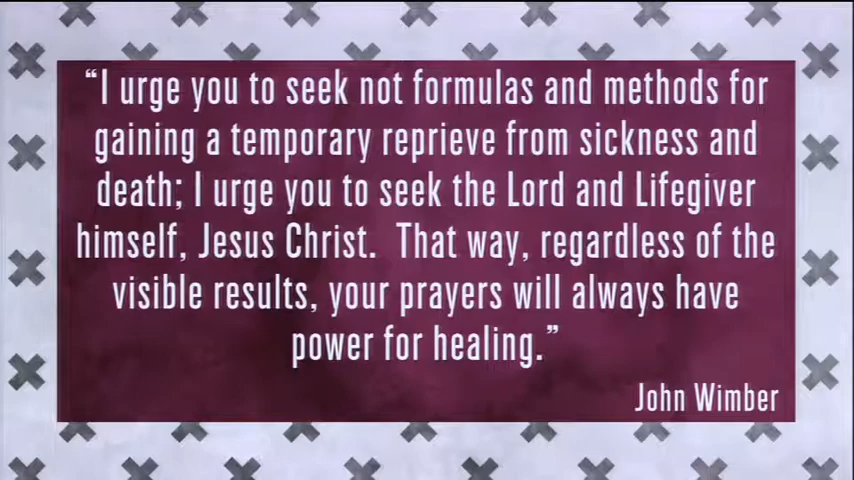 “I urge you to seek not formulas and methods for
gaining a temporary reprieve from sickness and
death; I urge you to seek the Lord and Lifegiver
himself, Jesus Christ.  That way, regardless of the
visible results, your prayers will always have
power for healing.”
John Wimber